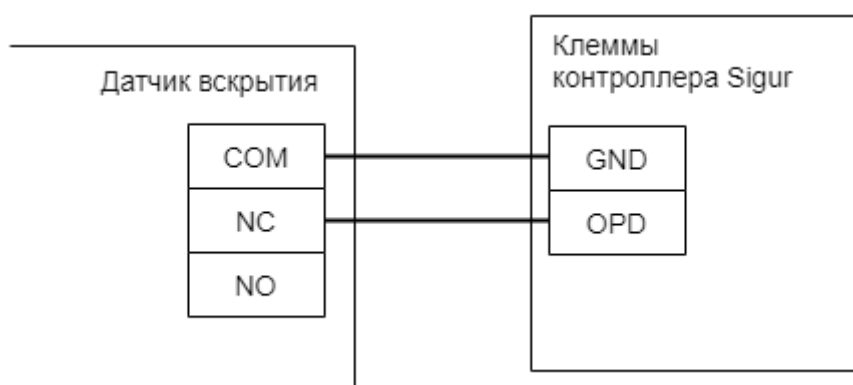 Датчик вскрытия
COM
NC
NO
Клеммы
контроллера Sigur
GND
OPD